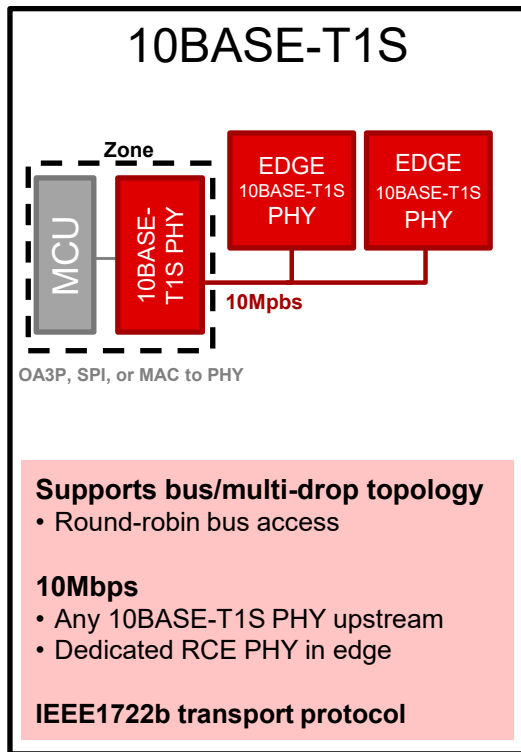 10BASE-T1S
Zone
MCU
10BASE-
T1S PHY
EDGE
10BASE-T1S
PHY
EDGE
10BASE-T1S
PHY
10Mpbs
OA3P, SPI, or MAC to PHY
Supports bus/multi-drop topology
• Round-robin bus access
10Mbps
• Any 10BASE-T1S PHY upstream
• Dedicated RCE PHY in edge
IEEE1722b transport protocol